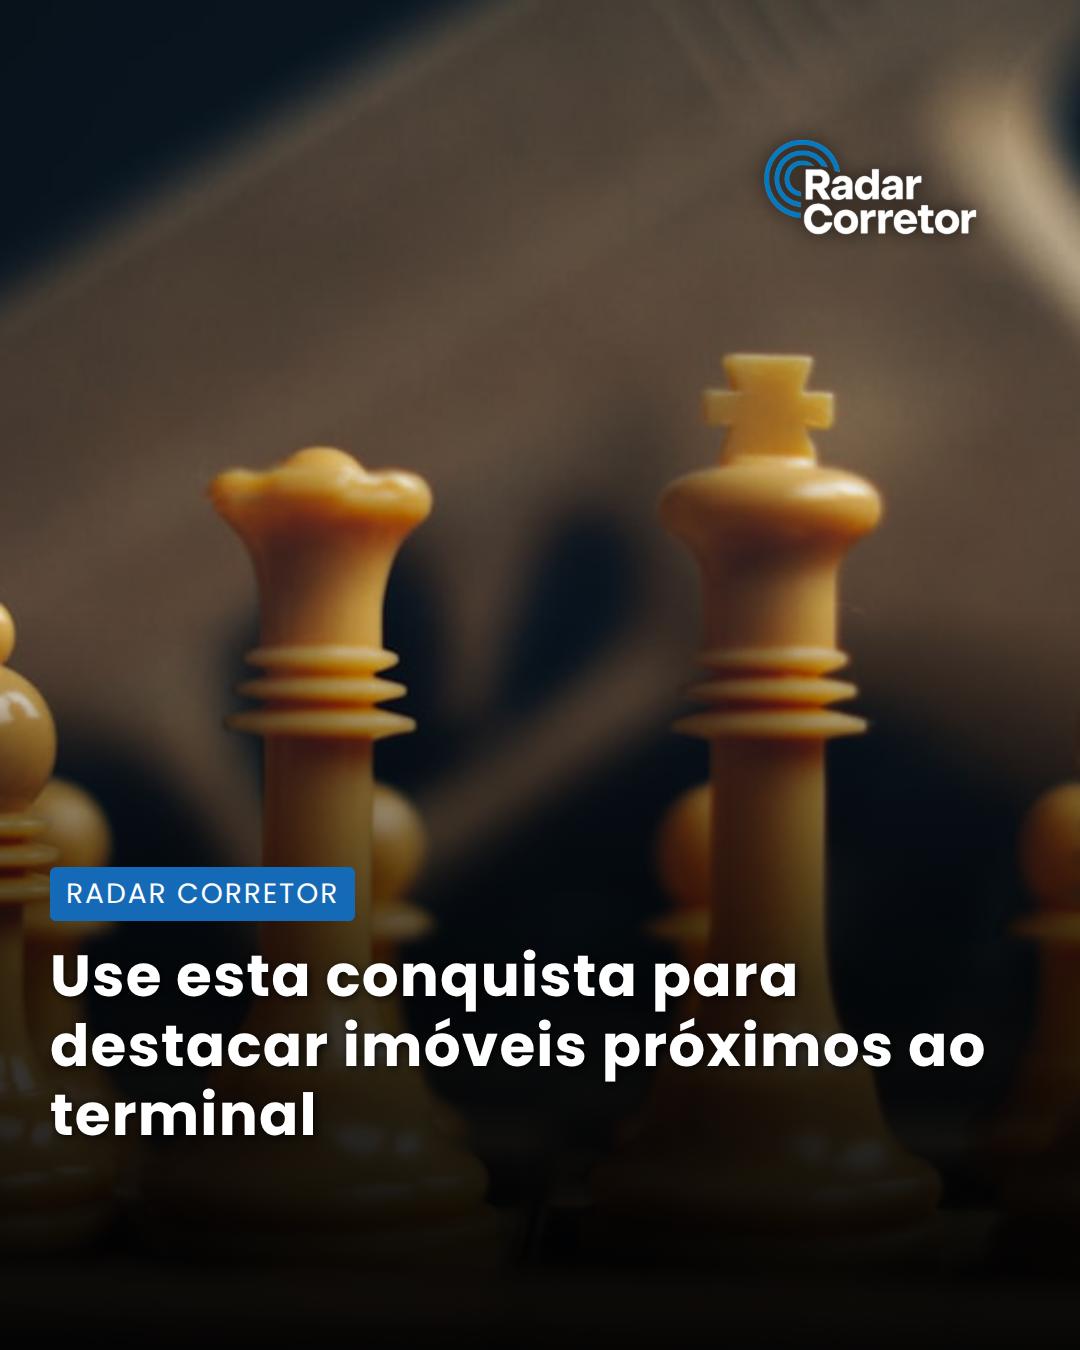 Radar
Corretor
RADAR CORRETOR
Use esta conquista para
destacar imóveis próximos ao
terminal